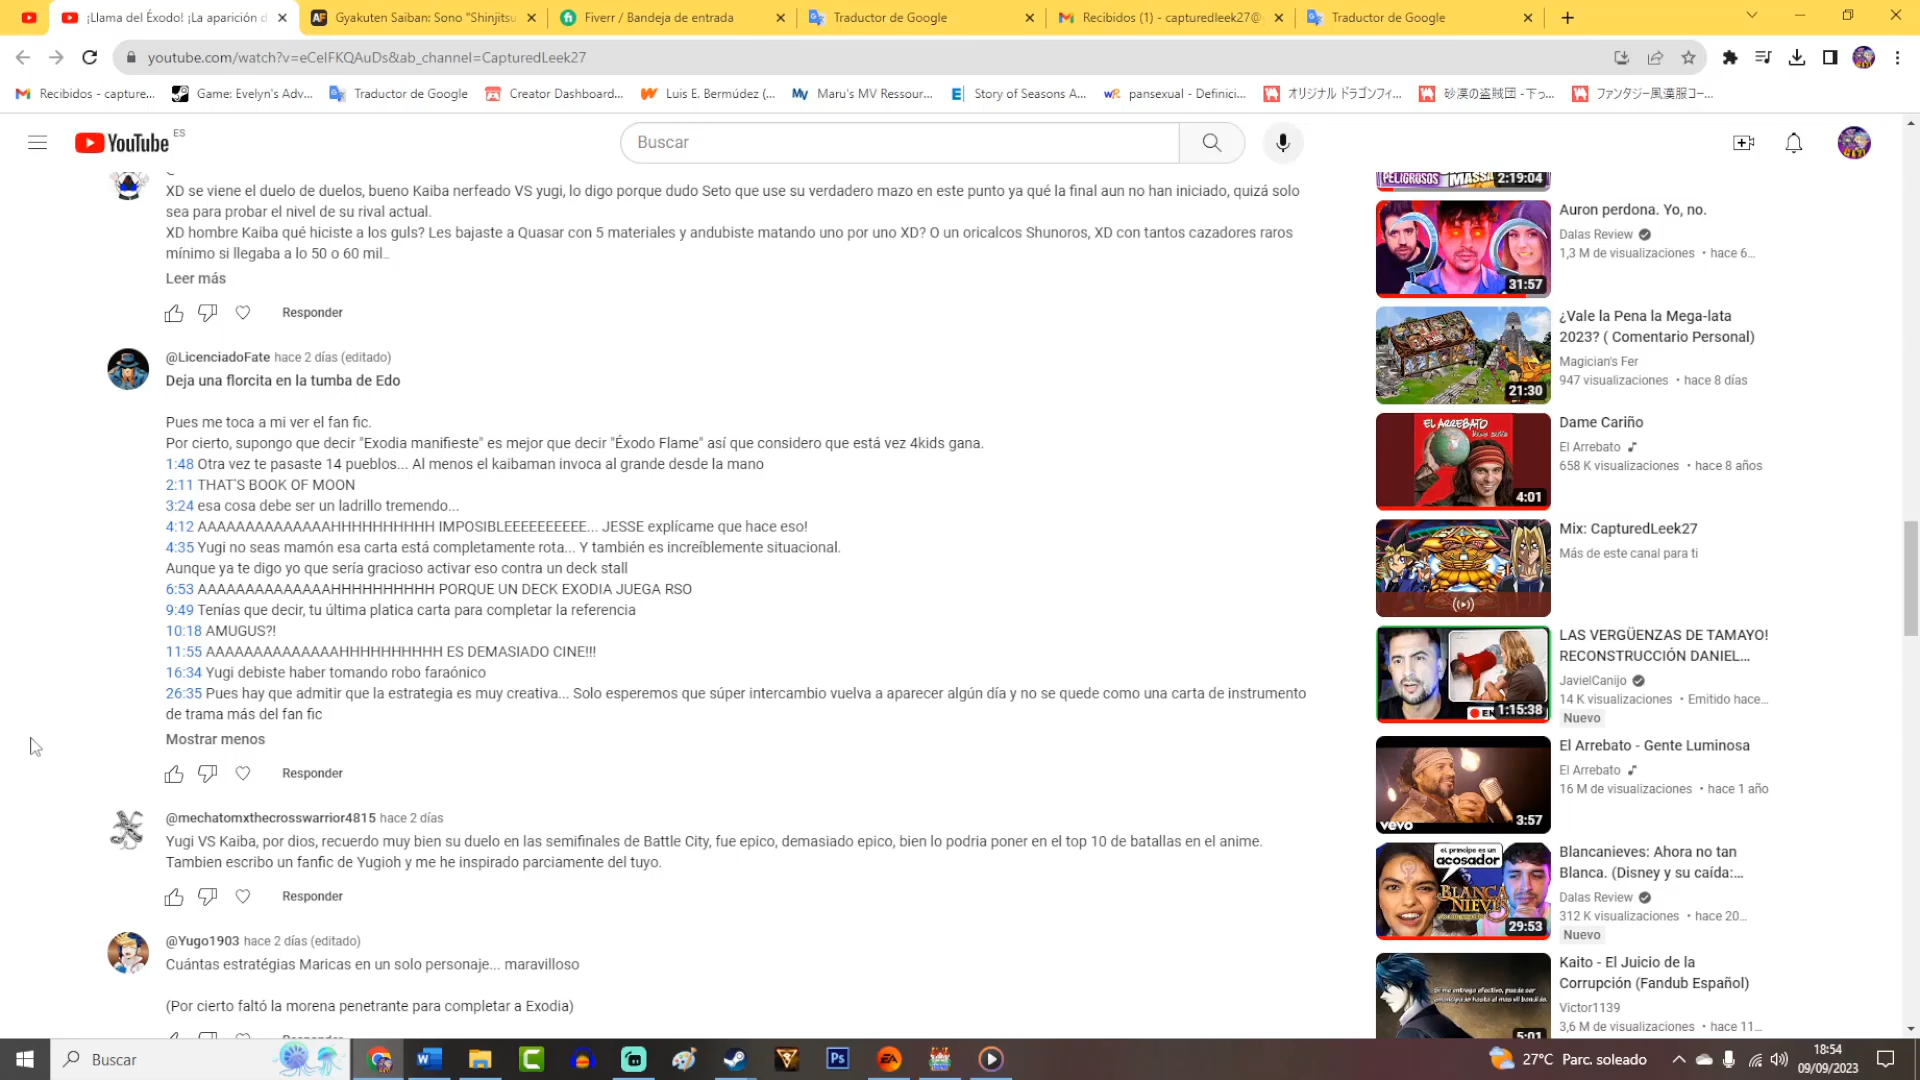 ¡Llama del Éxodo! ¡La aparición d
Gyakuten Saiban: Sono "Shinjitsu
Fiverr / Bandeja de entrada
Traductor de Google
Recibidos (1) - capturedleek27@
Traductor de Google
youtube.com/watch?v=eCeIFKQAuDs&ab_channel=CapturedLeek27
Recibidos - capture...
Game: Evelyn's Adv...
Traductor de Google
Creator Dashboard...
Luis E. Bermúdez (...
Maru's MV Ressour...
Story of Seasons A...
pansexual - Definici...
オリジナル ドラゴンフィ...
砂漠の盗賊団 - 下っ...
ファンタジー風漢服コー...
YouTube ES
Buscar
XD se viene el duelo de duelos, bueno Kaiba nerfeado VS yugi, lo digo porque dudo Seto que use su verdadero mazo en este punto ya qué la final aun no han iniciado, quizá solo
sea para probar el nivel de su rival actual.
XD hombre Kaiba qué hiciste a los guls? Les bajaste a Quasar con 5 materiales y andubiste matando uno por uno XD? O un oricalcos Shunoros, XD con tantos cazadores raros
mínimo si llegaba a lo 50 o 60 mil...
Leer más
Responder
@LicenciadoFate hace 2 días (editado)
Deja una florcita en la tumba de Edo
Pues me toca a mi ver el fan fic.
Por cierto, supongo que decir "Exodia manifieste" es mejor que decir "Éxodo Flame" así que considero que está vez 4kids gana.
1:48 Otra vez te pasaste 14 pueblos... Al menos el kaibaman invoca al grande desde la mano
2:11 THAT'S BOOK OF MOON
3:24 esa cosa debe ser un ladrillo tremendo...
4:12 AAAAAAAAAAAAAAHHHHHHHHHHH IMPOSIBLEEEEEEEEEE... JESSE explícame que hace eso!
4:35 Yugi no seas mamón esa carta está completamente rota... Y también es increíblemente situacional.
Aunque ya te digo yo que sería gracioso activar eso contra un deck stall
6:53 AAAAAAAAAAAAAAHHHHHHHHHHH PORQUE UN DECK EXODIA JUEGA RSO
9:49 Tenías que decir, tu última platica carta para completar la referencia
10:18 AMUGUS?!
11:55 AAAAAAAAAAAAAAHHHHHHHHHHH ES DEMASIADO CINE!!!
16:34 Yugi debiste haber tomando robo faraónico
26:35 Pues hay que admitir que la estrategia es muy creativa... Solo esperemos que súper intercambio vuelva a aparecer algún día y no se quede como una carta de instrumento
de trama más del fan fic
Mostrar menos
Responder
@mechatomxthecrosswarrior4815 hace 2 días
Yugi VS Kaiba, por dios, recuerdo muy bien su duelo en las semifinales de Battle City, fue epico, demasiado epico, bien lo podria poner en el top 10 de batallas en el anime.
Tambien escribo un fanfic de Yugioh y me he inspirado parciamente del tuyo.
Responder
@Yugo1903 hace 2 días (editado)
Cuántas estratégias Maricas en un solo personaje... maravilloso
(Por cierto faltó la morena penetrante para completar a Exodia)
PELIGROSOS MASSA
2:19:04
Auron perdona. Yo, no.
Dalas Review
1,3 M de visualizaciones • hace 6...
31:57
¿Vale la Pena la Mega-lata
2023? ( Comentario Personal)
Magician's Fer
947 visualizaciones • hace 8 días
21:30
Dame Cariño
El Arrebato
658 K visualizaciones • hace 8 años
EL ARREBATO
4:01
Mix: CapturedLeek27
Más de este canal para ti
LAS VERGÜENZAS DE TAMAYO!
RECONSTRUCCIÓN DANIEL...
JavielCanijo
14 K visualizaciones • Emitido hace...
Nuevo
1:15:38
El Arrebato - Gente Luminosa
El Arrebato
16 M de visualizaciones • hace 1 año
vevo
3:57
Blancanieves: Ahora no tan
Blanca. (Disney y su caída:...
Dalas Review
312 K visualizaciones • hace 20...
Nuevo
el príncipe es un
acosador
BLANCA
NIEVES
29:53
Kaito - El Juicio de la
Corrupción (Fandub Español)
Victor1139
3,6 M de visualizaciones • hace 11...
5:01
Buscar
27°C Parc. soleado
18:54
09/09/2023